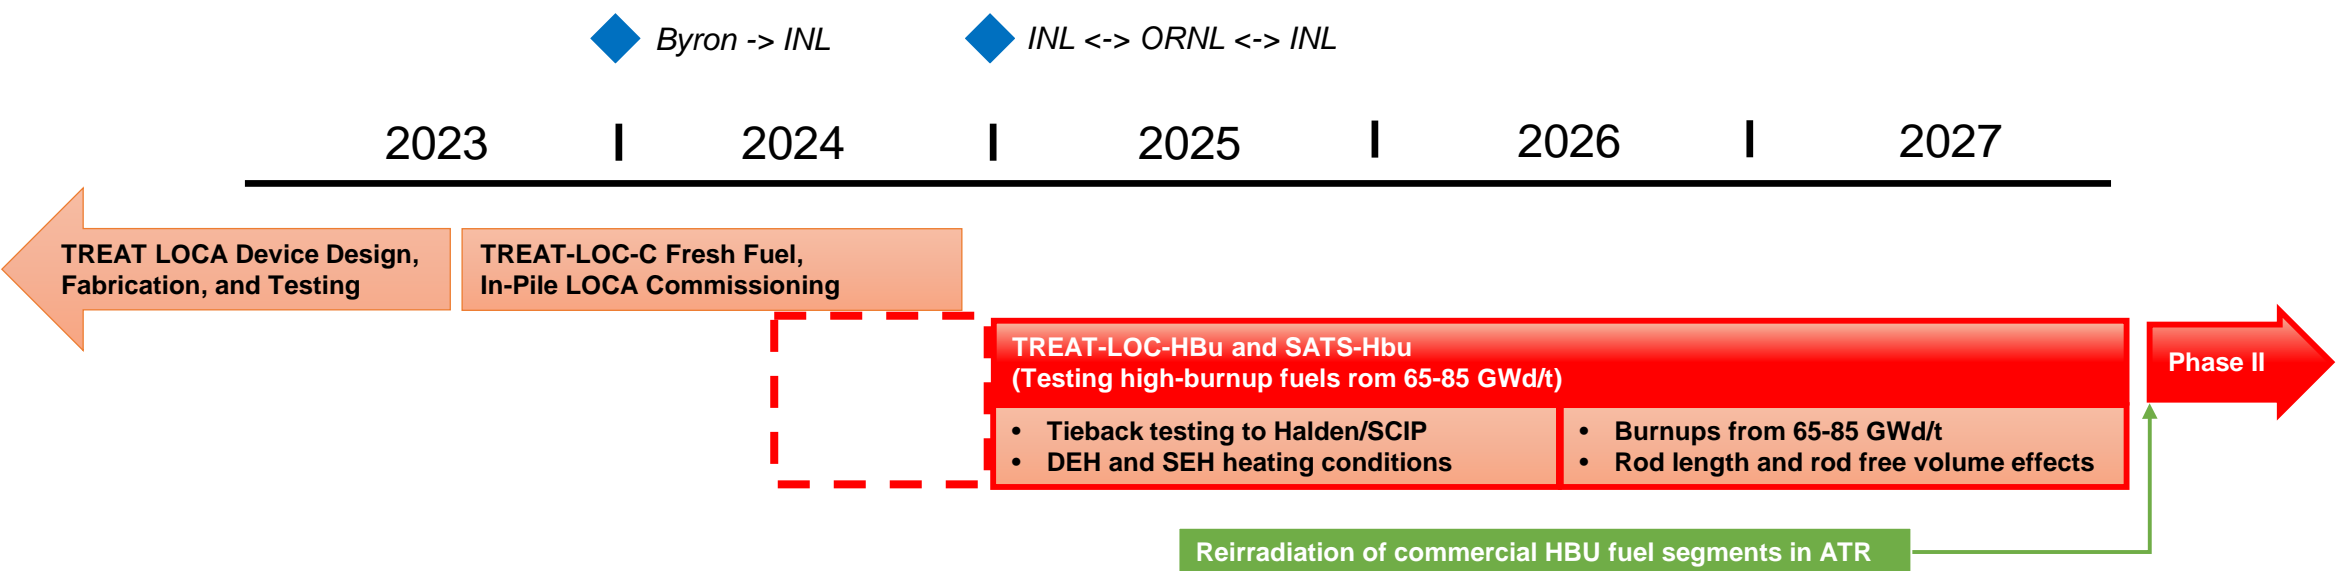 Byron -> INL
INL <-> ORNL <-> INL
2023
2024
2025
2026
2027
TREAT LOCA Device Design,
Fabrication, and Testing
TREAT-LOC-C Fresh Fuel,
In-Pile LOCA Commissioning
TREAT-LOC-HBu and SATS-Hbu
(Testing high-burnup fuels rom 65-85 GWd/t)
Phase II
• Tieback testing to Halden/SCIP
• DEH and SEH heating conditions
• Burnups from 65-85 GWd/t
• Rod length and rod free volume effects
Reirradiation of commercial HBU fuel segments in ATR